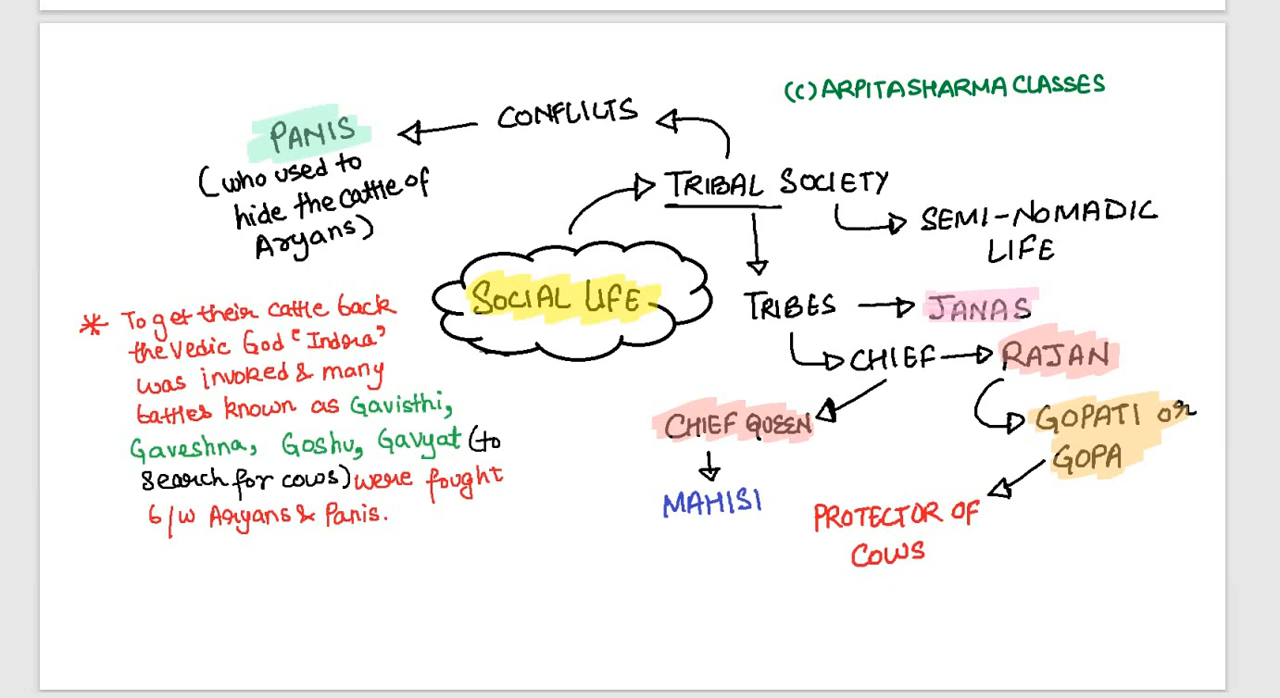 (C) ARPITASHARMA CLASSES
CONFLICTS
PANIS
(who used to
hide the cattle of
Aryans)
TRIBAL SOCIETY
SEMI-NOMADIC
LIFE
SOCIAL LIFE
TRIBES
JANAS
CHIEF
RAJAN
CHIEF QUEEN
GOPATI or
GOPA
MAHISI
PROTECTOR OF
COWS
* To get their cattle back
the Vedic God "Indra"
was invoked & many
battles known as Gavisthi,
Gaveshna, Goshu, Gavyat (to
search for cows) were fought
b/w Aryans & Panis.